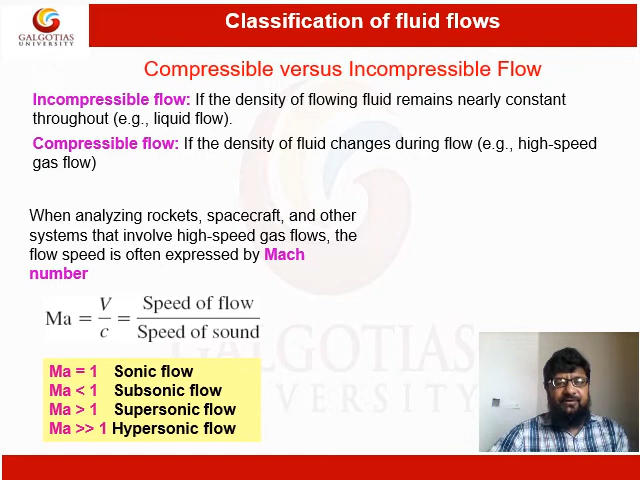 Classification of fluid flows
GALGOTIAS
UNIVERSITY
Compressible versus Incompressible Flow
Incompressible flow: If the density of flowing fluid remains nearly constant
throughout (e.g., liquid flow).
Compressible flow: If the density of fluid changes during flow (e.g., high-speed
gas flow)
When analyzing rockets, spacecraft, and other
systems that involve high-speed gas flows, the
flow speed is often expressed by Mach
number
Ma = V/c = Speed of flow/Speed of sound
GALGOTIAS
UNIVERSITY
Ma = 1 Sonic flow
Ma < 1 Subsonic flow
Ma > 1 Supersonic flow
Ma >> 1 Hypersonic flow